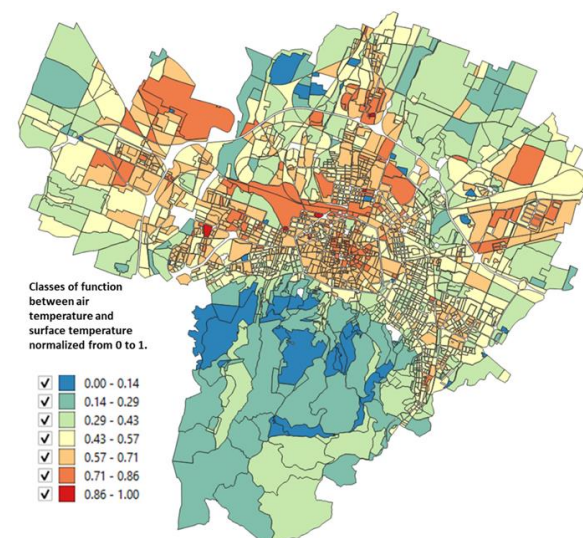 Classes of function
between air
temperature and
surface temperature
normalized from 0 to 1.
0.00 - 0.14
0.14 - 0.29
0.29 - 0.43
0.43 - 0.57
0.57 - 0.71
0.71 - 0.86
0.86 - 1.00